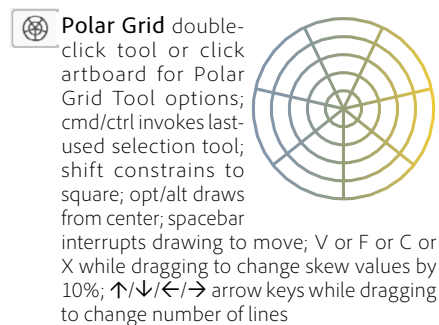 Polar Grid double-
click tool or click
artboard for Polar
Grid Tool options;
cmd/ctrl invokes last-
used selection tool;
shift constrains to
square; opt/alt draws
from center; spacebar
interrupts drawing to move; V or F or C or
X while dragging to change skew values by
10%; ↑/↓/←/→ arrow keys while dragging
to change number of lines